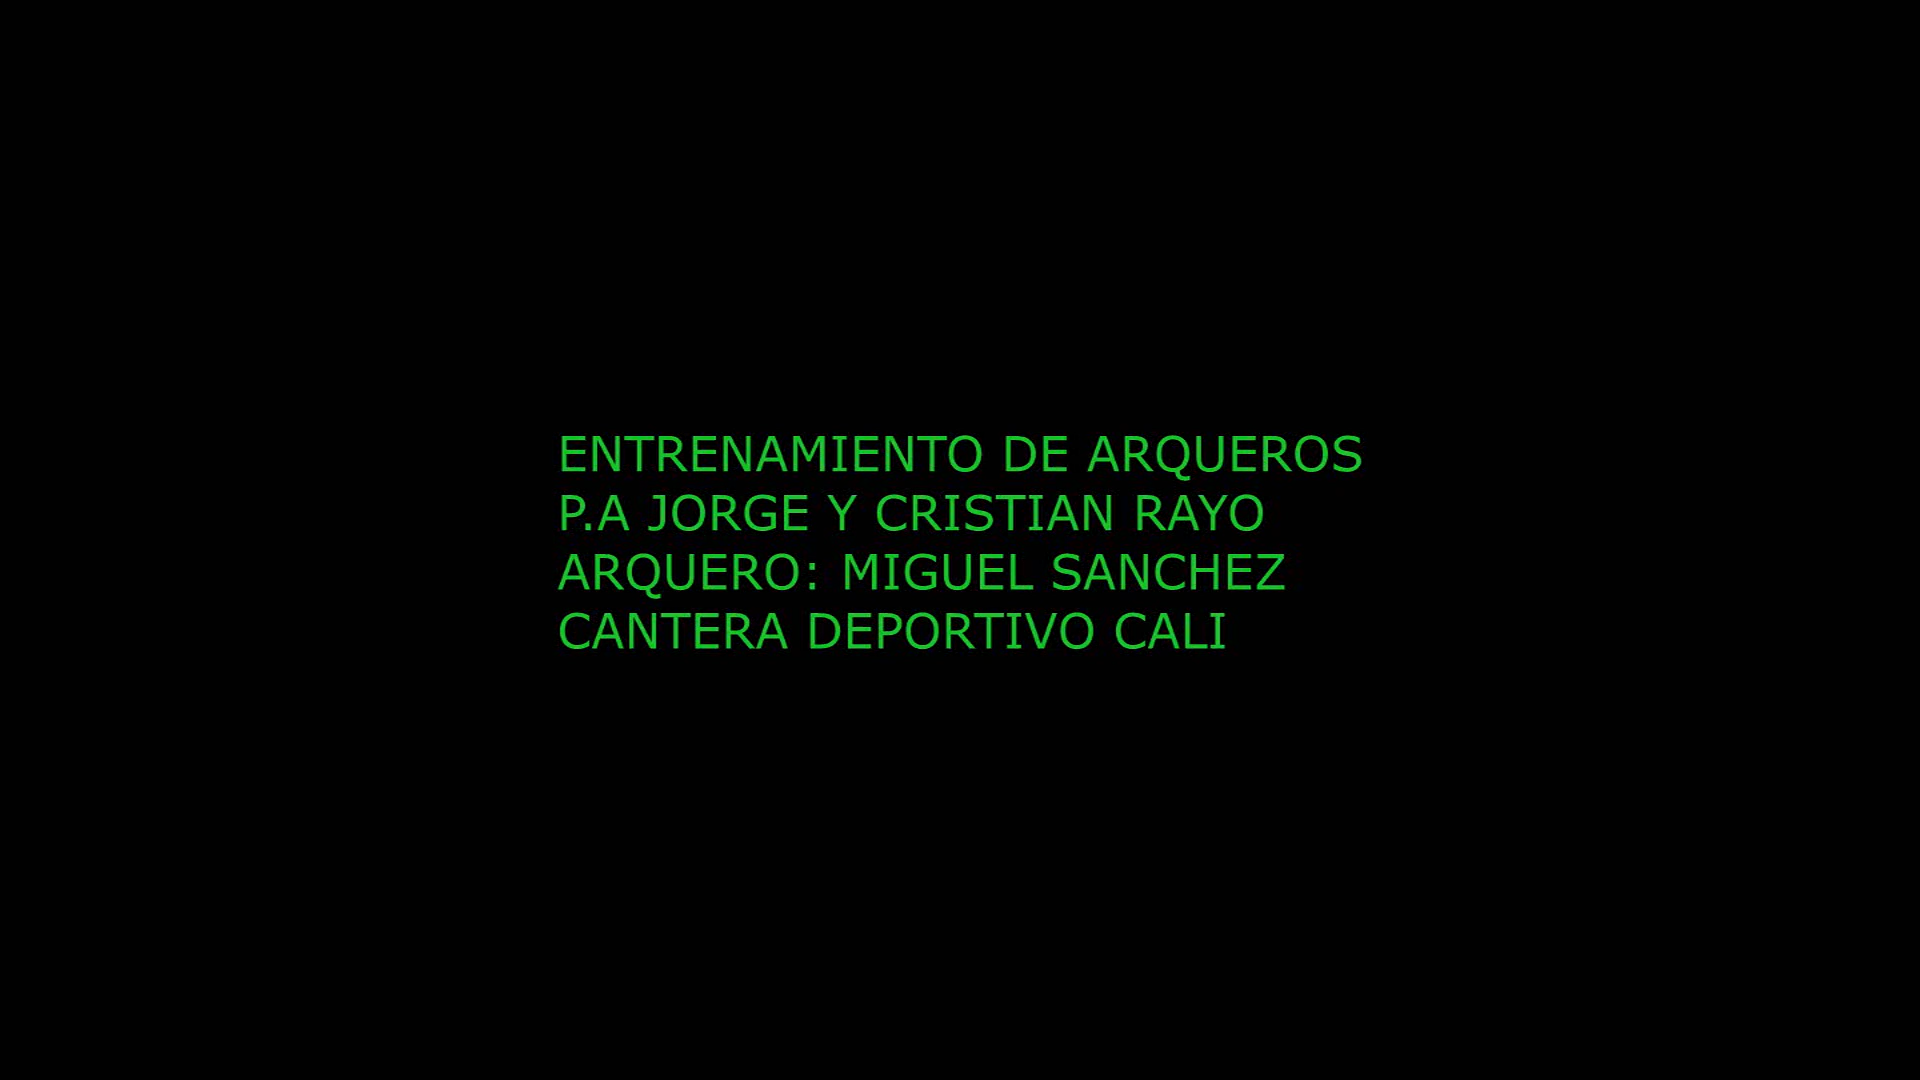 ENTRENAMIENTO DE ARQUEROS
P.A JORGE Y CRISTIAN RAYO
ARQUERO: MIGUEL SANCHEZ
CANTERA DEPORTIVO CALI